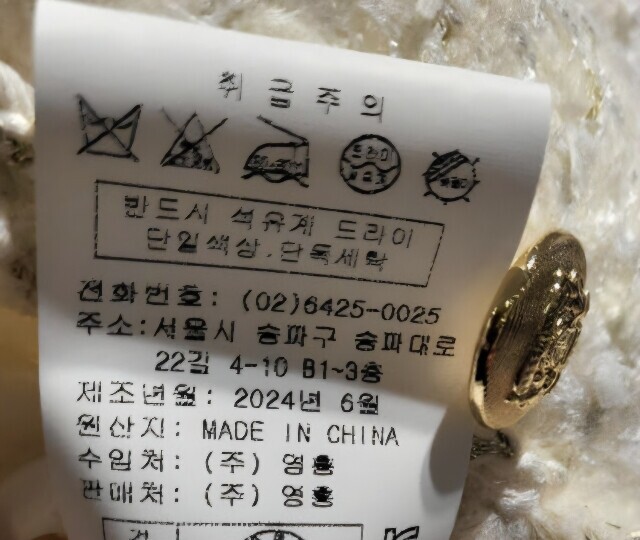 취 급 주 의
드라이
반드시 석유계 드라이
단일색상.단독세탁
전화번호: (02)6425-0025
주소:서울시 송파구 송파대로
22길 4-10 B1~3층
제조년월: 2024년 6월
원산지: MADE IN CHINA
수입처: (주) 영흥
판매처: (주) 영흥